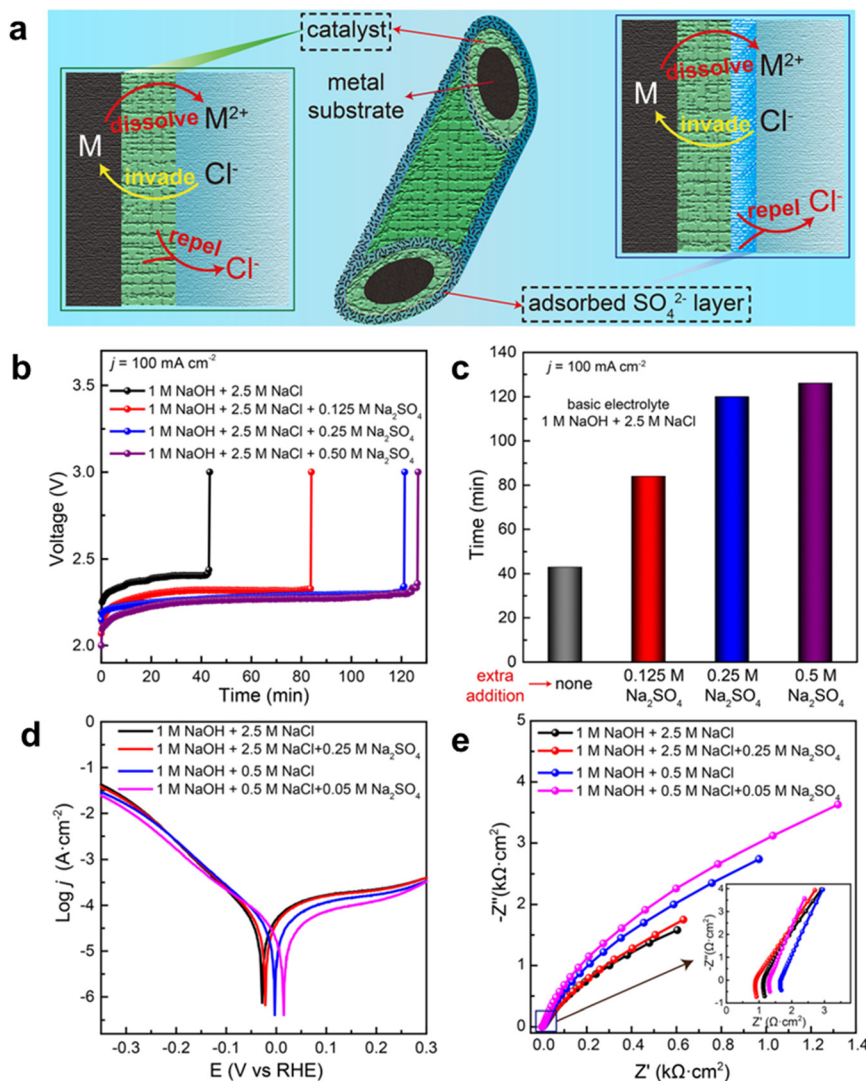 a
catalyst
metal
substrate
M
dissolve
M²⁺
invade
Cl⁻
repel
Cl⁻
M
dissolve
M²⁺
invade
Cl⁻
repel
Cl⁻
adsorbed SO₄²⁻ layer
b
j = 100 mA cm⁻²
1 M NaOH + 2.5 M NaCl
1 M NaOH + 2.5 M NaCl + 0.125 M Na₂SO₄
1 M NaOH + 2.5 M NaCl + 0.25 M Na₂SO₄
1 M NaOH + 2.5 M NaCl + 0.50 M Na₂SO₄
Voltage (V)
3.5
3.0
2.5
2.0
0 20 40 60 80 100 120
Time (min)
c
j = 100 mA cm⁻²
basic electrolyte
1 M NaOH + 2.5 M NaCl
Time (min)
140
120
100
80
60
40
20
0
extra
addition
none
0.125 M
Na₂SO₄
0.25 M
Na₂SO₄
0.5 M
Na₂SO₄
d
1 M NaOH + 2.5 M NaCl
1 M NaOH + 2.5 M NaCl+0.25 M Na₂SO₄
1 M NaOH + 0.5 M NaCl
1 M NaOH + 0.5 M NaCl+0.05 M Na₂SO₄
Log j (A·cm⁻²)
0
-1
-2
-3
-4
-5
-6
-0.3 -0.2 -0.1 0.0 0.1 0.2 0.3
E (V vs RHE)
e
1 M NaOH + 2.5 M NaCl
1 M NaOH + 2.5 M NaCl+0.25 M Na₂SO₄
1 M NaOH + 0.5 M NaCl
1 M NaOH + 0.5 M NaCl+0.05 M Na₂SO₄
-Z"(kΩ·cm²)
-5
4
3
2
1
0
0.0 0.2 0.4 0.6 0.8 1.0 1.2 1.4
Z' (kΩ·cm²)
-Z"(Ω·cm²)
4
3
2
1
0
-1
1 2 3
Z' (Ω·cm²)